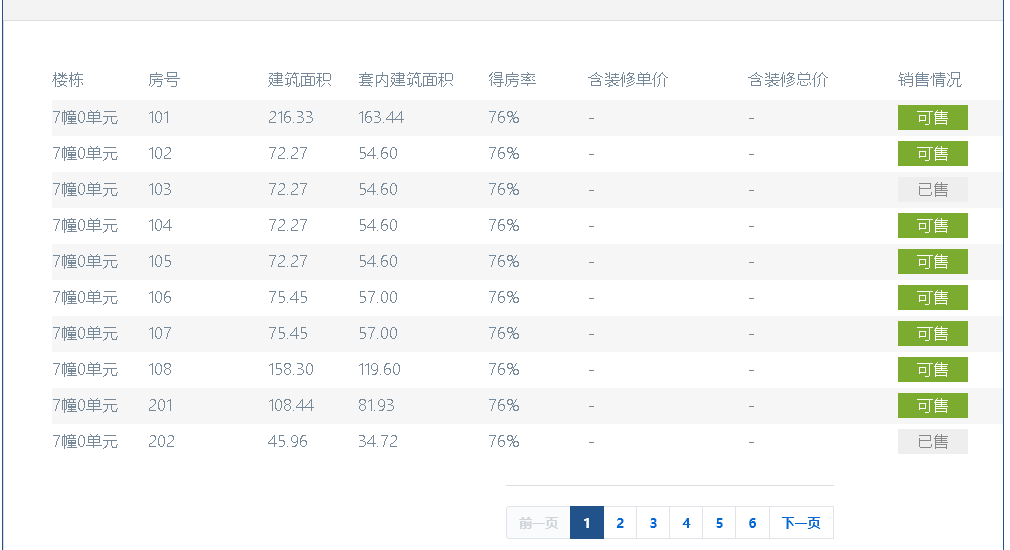 楼栋 房号 建筑面积 套内建筑面积 得房率 含装修单价 含装修总价 销售情况
7幢0单元 101 216.33 163.44 76% - - 可售
7幢0单元 102 72.27 54.60 76% - - 可售
7幢0单元 103 72.27 54.60 76% - - 已售
7幢0单元 104 72.27 54.60 76% - - 可售
7幢0单元 105 72.27 54.60 76% - - 可售
7幢0单元 106 75.45 57.00 76% - - 可售
7幢0单元 107 75.45 57.00 76% - - 可售
7幢0单元 108 158.30 119.60 76% - - 可售
7幢0单元 201 108.44 81.93 76% - - 可售
7幢0单元 202 45.96 34.72 76% - - 已售
前一页 1 2 3 4 5 6 下一页